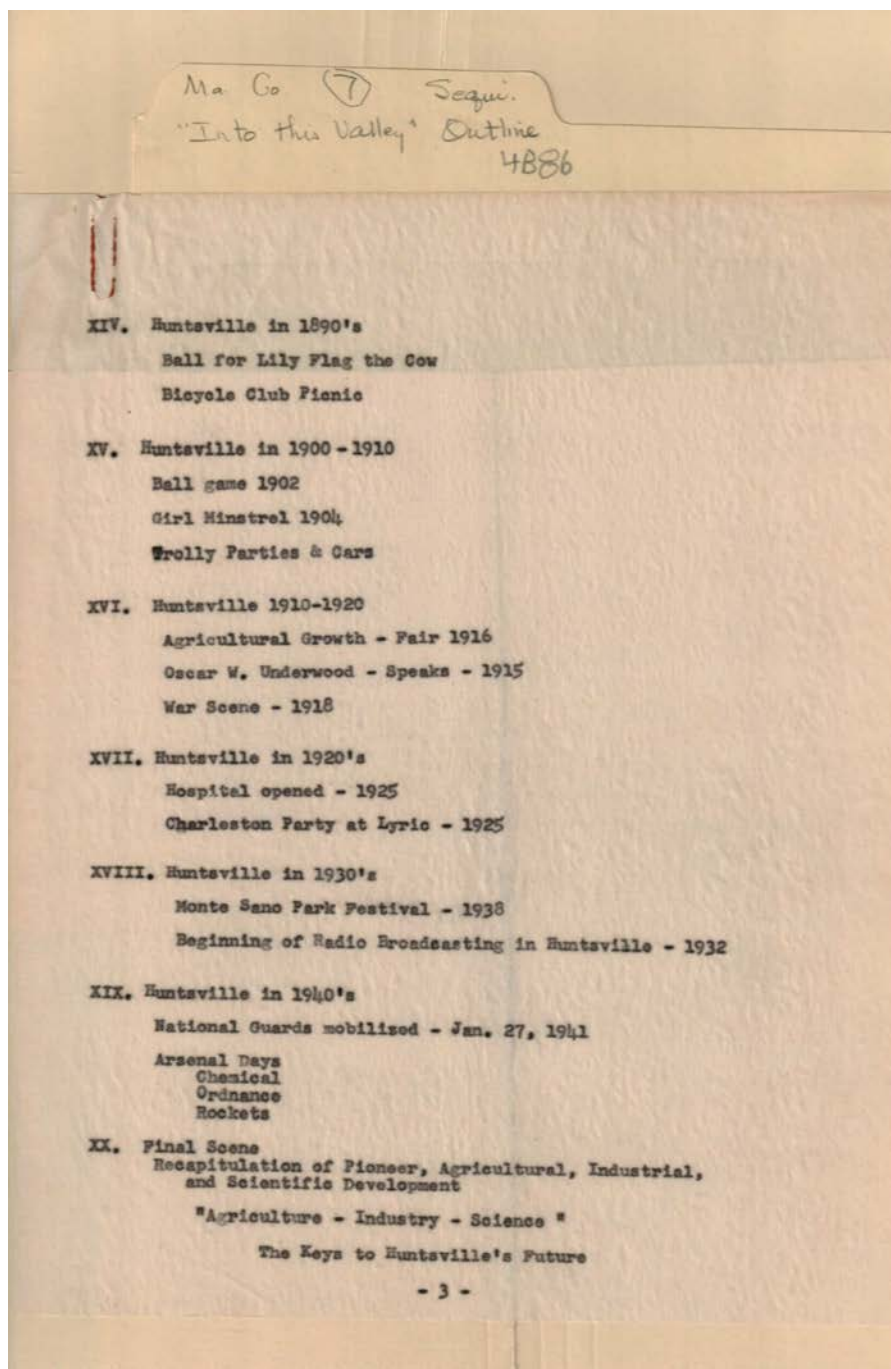 Ma Co 7 Sequi.
"Into this Valley" Outline
4B86
XIV. Huntsville in 1890's
Ball for Lily Flag the Cow
Bicycle Club Picnic
XV. Huntsville in 1900 - 1910
Ball game 1902
Girl Minstrel 1904
Trolly Parties & Cars
XVI. Huntsville 1910-1920
Agricultural Growth - Fair 1916
Oscar W. Underwood - Speaks - 1915
War Scene - 1918
XVII. Huntsville in 1920's
Hospital opened - 1925
Charleston Party at Lyric - 1925
XVIII. Huntsville in 1930's
Monte Sano Park Festival - 1938
Beginning of Radio Broadcasting in Huntsville - 1932
XIX. Huntsville in 1940's
National Guards mobilised - Jan. 27, 1941
Arsenal Days
Chemical
Ordnance
Rockets
XX. Final Scene
Recapitulation of Pioneer, Agricultural, Industrial,
and Scientific Development
"Agriculture - Industry - Science "
The Keys to Huntsville's Future
- 3 -